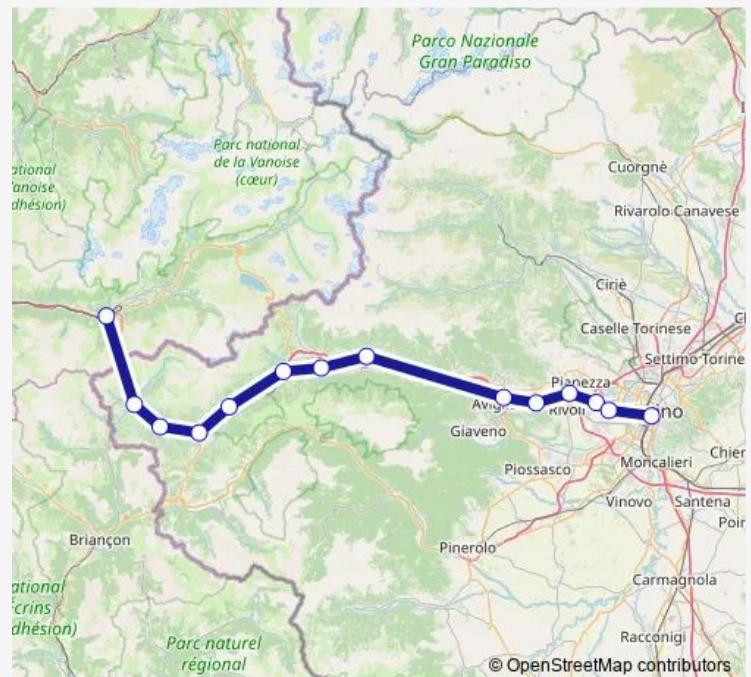 Parco Nazionale
Gran Paradiso
Parc national
de la Vanoise
(cœur)
ational
anoise
dhésion)
Cuorgnè
Rivarolo Canavese
Ciriè
Caselle Torinese
Settimo Torine
Pianezza
Avigli
Rivoli
no
Giaveno
Piossasco
Moncalieri
Chier
Vinovo
Santena
Poir
Briançon
Pinerolo
Carmagnola
ational
crins
dhésion)
Parc naturel
régional
Racconigi
© OpenStreetMap contributors